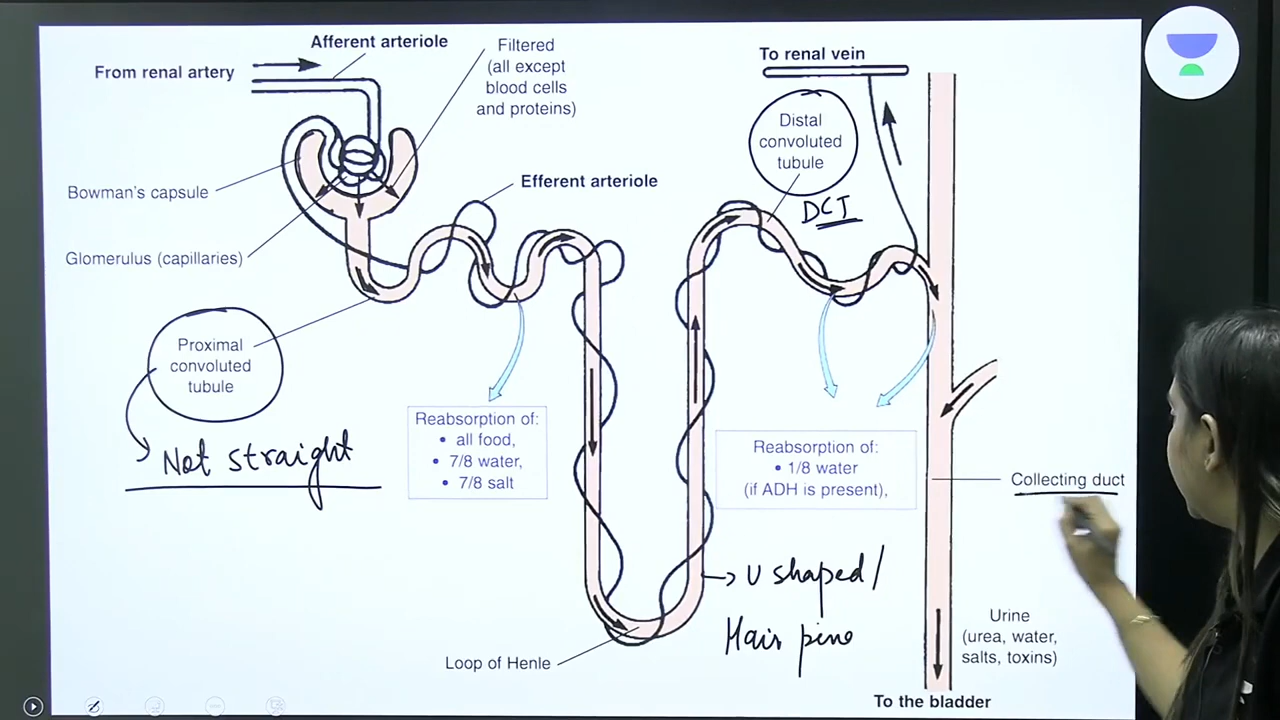 Afferent arteriole
From renal artery
Filtered
(all except
blood cells
and proteins)
To renal vein
Distal
convoluted
tubule
DCT
Bowman's capsule
Efferent arteriole
Glomerulus (capillaries)
Proximal
convoluted
tubule
Not straight
Reabsorption of:
• all food,
• 7/8 water,
• 7/8 salt
Reabsorption of:
• 1/8 water
(if ADH is present),
Collecting duct
U shaped/
Hair pine
Loop of Henle
Urine
(urea, water,
salts, toxins)
To the bladder